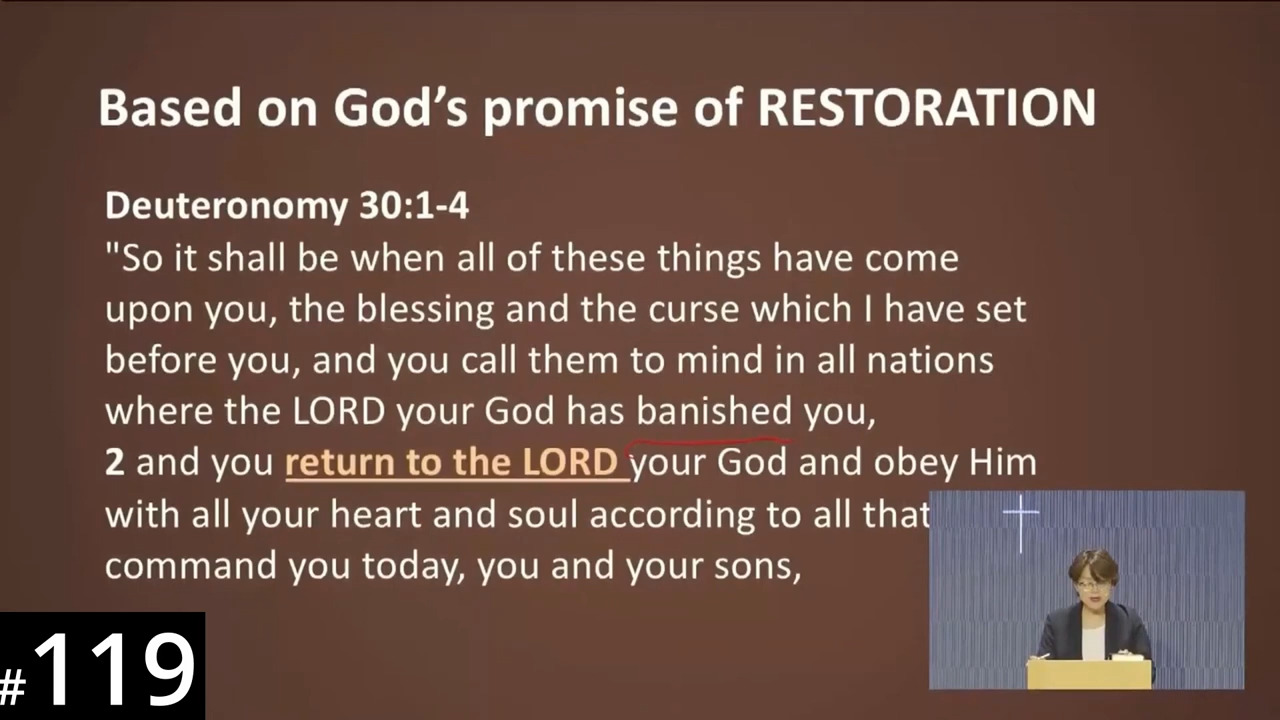 Based on God's promise of RESTORATION
Deuteronomy 30:1-4
"So it shall be when all of these things have come
upon you, the blessing and the curse which I have set
before you, and you call them to mind in all nations
where the LORD your God has banished you,
2 and you return to the LORD your God and obey Him
with all your heart and soul according to all that
command you today, you and your sons,
#119